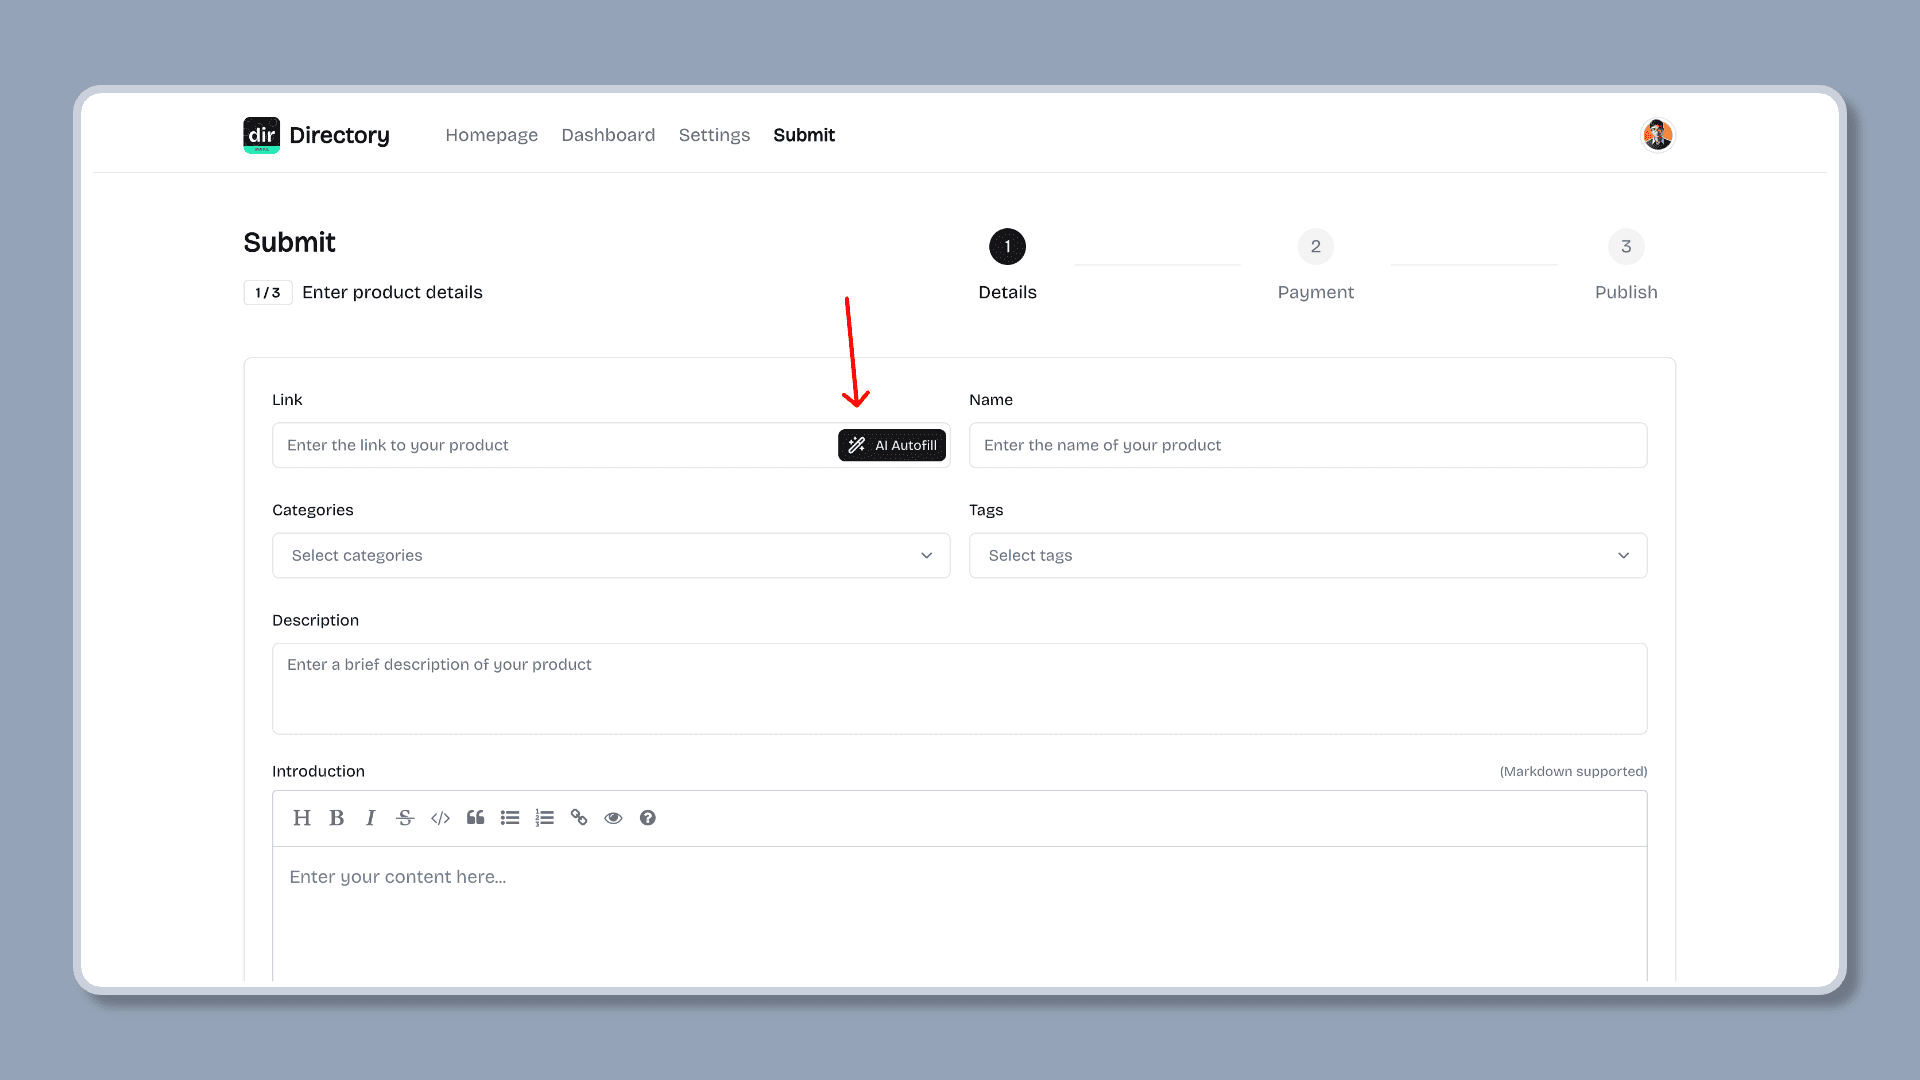 dir Directory Homepage Dashboard Settings Submit
Submit
1/3 Enter product details
1 2 3
Details Payment Publish
Link Name
Enter the link to your product AI Autofill Enter the name of your product
Categories Tags
Select categories Select tags
Description
Enter a brief description of your product
Introduction (Markdown supported)
H B I S </>
Enter your content here...